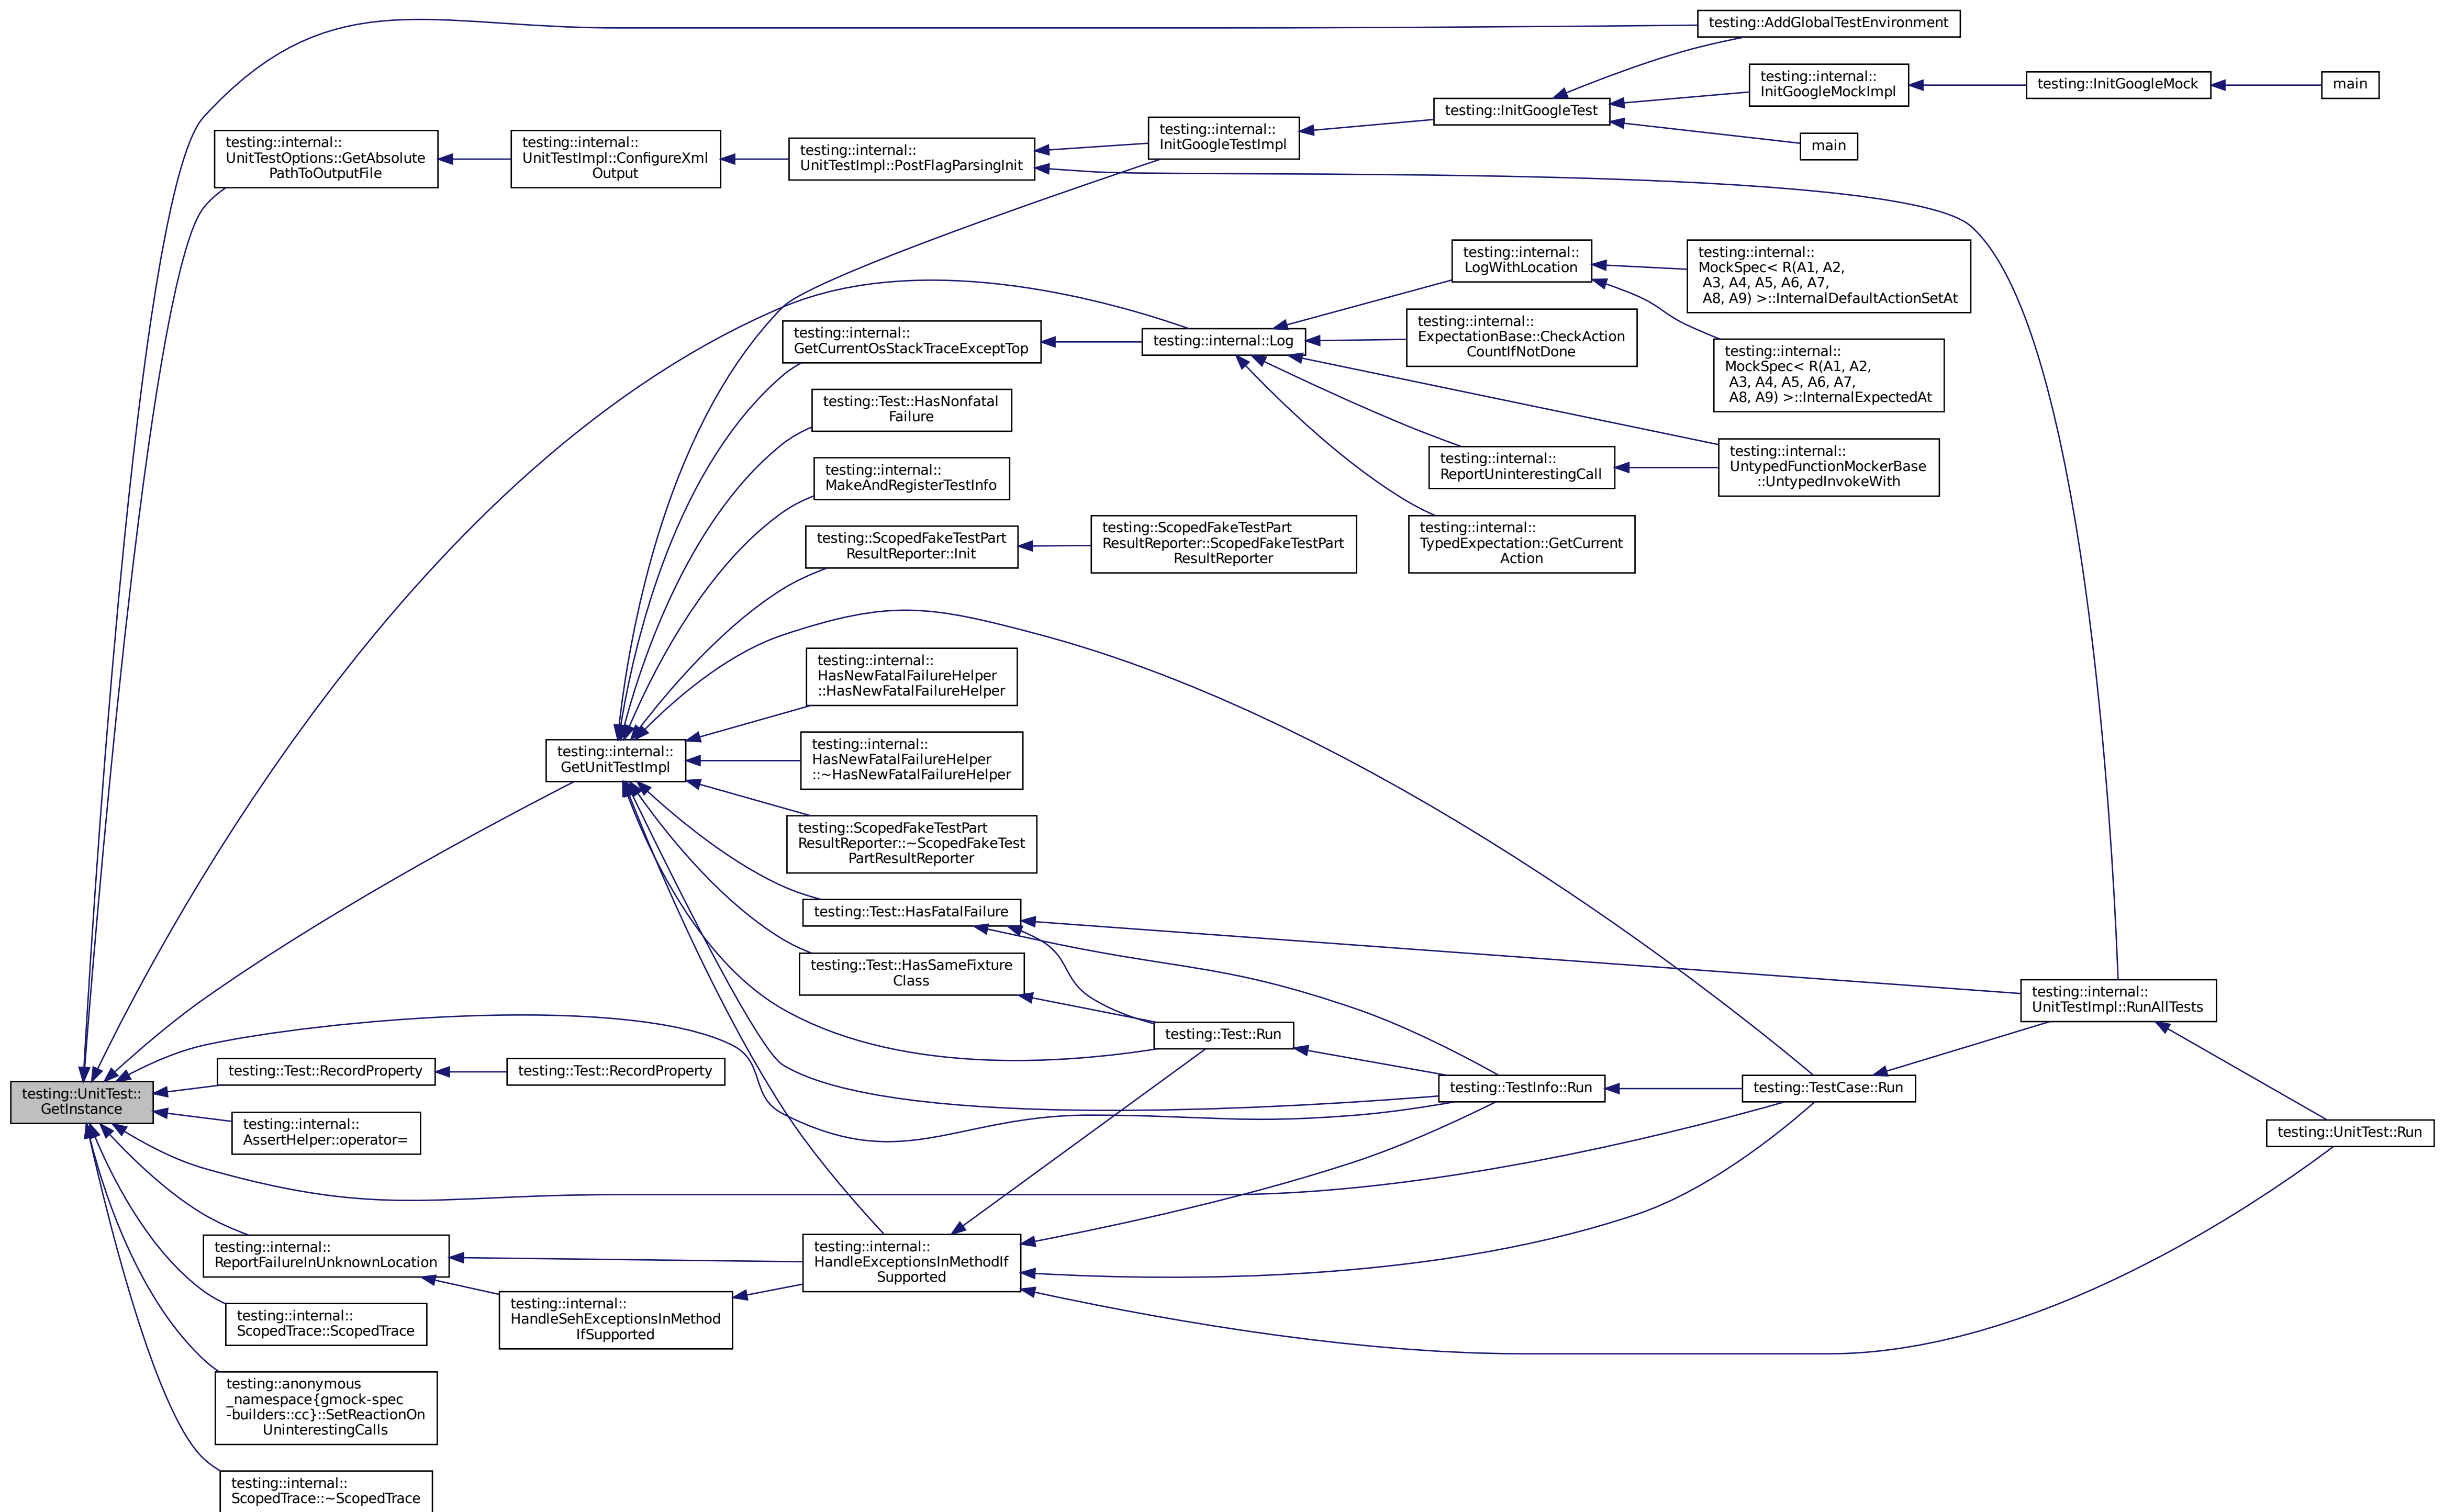 testing::AddGlobalTestEnvironment
testing::internal::
InitGoogleMockImpl
testing::InitGoogleMock
main
testing::InitGoogleTest
main
testing::internal::
InitGoogleTestImpl
testing::internal::
UnitTestOptions::GetAbsolute
PathToOutputFile
testing::internal::
UnitTestImpl::ConfigureXml
Output
testing::internal::
UnitTestImpl::PostFlagParsingInit
testing::internal::
LogWithLocation
testing::internal::
MockSpec< R(A1, A2,
A3, A4, A5, A6, A7,
A8, A9) >::InternalDefaultActionSetAt
testing::internal::
GetCurrentOsStackTraceExceptTop
testing::internal::Log
testing::internal::
ExpectationBase::CheckAction
CountIfNotDone
testing::internal::
MockSpec< R(A1, A2,
A3, A4, A5, A6, A7,
A8, A9) >::InternalExpectedAt
testing::Test::HasNonfatal
Failure
testing::internal::
MakeAndRegisterTestInfo
testing::internal::
ReportUninterestingCall
testing::internal::
UntypedFunctionMockerBase
::UntypedInvokeWith
testing::ScopedFakeTestPart
ResultReporter::Init
testing::ScopedFakeTestPart
ResultReporter::ScopedFakeTestPart
ResultReporter
testing::internal::
TypedExpectation::GetCurrent
Action
testing::internal::
HasNewFatalFailureHelper
::HasNewFatalFailureHelper
testing::internal::
GetUnitTestImpl
testing::internal::
HasNewFatalFailureHelper
::~HasNewFatalFailureHelper
testing::ScopedFakeTestPart
ResultReporter::~ScopedFakeTest
PartResultReporter
testing::Test::HasFatalFailure
testing::Test::HasSameFixture
Class
testing::internal::
UnitTestImpl::RunAllTests
testing::Test::Run
testing::Test::RecordProperty
testing::Test::RecordProperty
testing::TestInfo::Run
testing::TestCase::Run
testing::UnitTest::
GetInstance
testing::internal::
AssertHelper::operator=
testing::UnitTest::Run
testing::internal::
ReportFailureInUnknownLocation
testing::internal::
HandleExceptionsInMethodIf
Supported
testing::internal::
ScopedTrace::ScopedTrace
testing::internal::
HandleSehExceptionsInMethod
IfSupported
testing::anonymous
_namespace{gmock-spec
-builders::cc}::SetReactionOn
UninterestingCalls
testing::internal::
ScopedTrace::~ScopedTrace